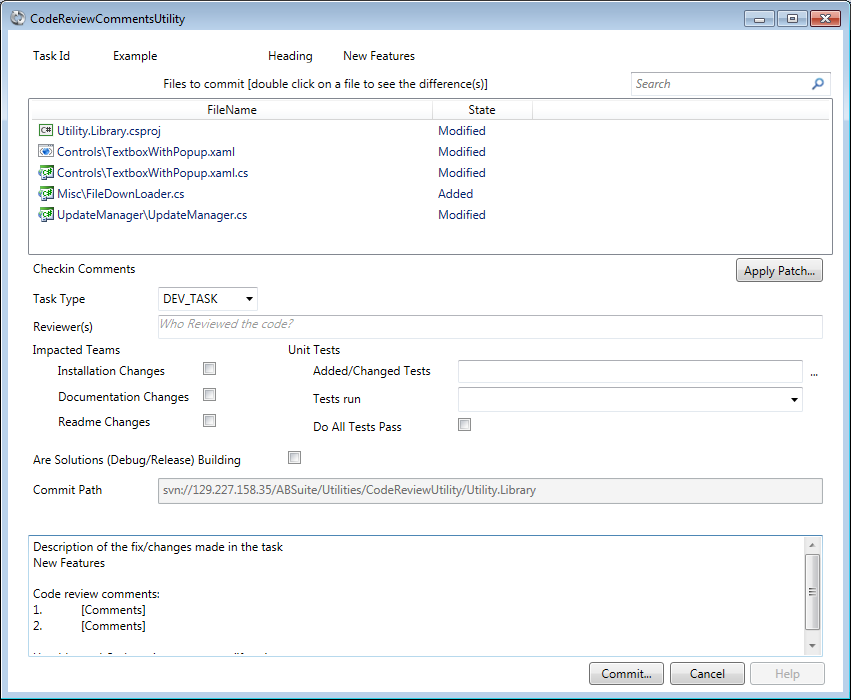 CodeReviewCommentsUtility
Task Id Example Heading New Features
Files to commit [double click on a file to see the difference(s)] Search
FileName State
C# Utility.Library.csproj Modified
Controls\TextboxWithPopup.xaml Modified
C# Controls\TextboxWithPopup.xaml.cs Modified
C# Misc\FileDownLoader.cs Added
C# UpdateManager\UpdateManager.cs Modified
Checkin Comments Apply Patch...
Task Type DEV_TASK
Reviewer(s) Who Reviewed the code?
Impacted Teams Unit Tests
Installation Changes Added/Changed Tests ...
Documentation Changes Tests run
Readme Changes Do All Tests Pass
Are Solutions (Debug/Release) Building
Commit Path svn://129.227.158.35/ABSuite/Utilities/CodeReviewUtility/Utility.Library
Description of the fix/changes made in the task
New Features
Code review comments:
1. [Comments]
2. [Comments]
Commit... Cancel Help